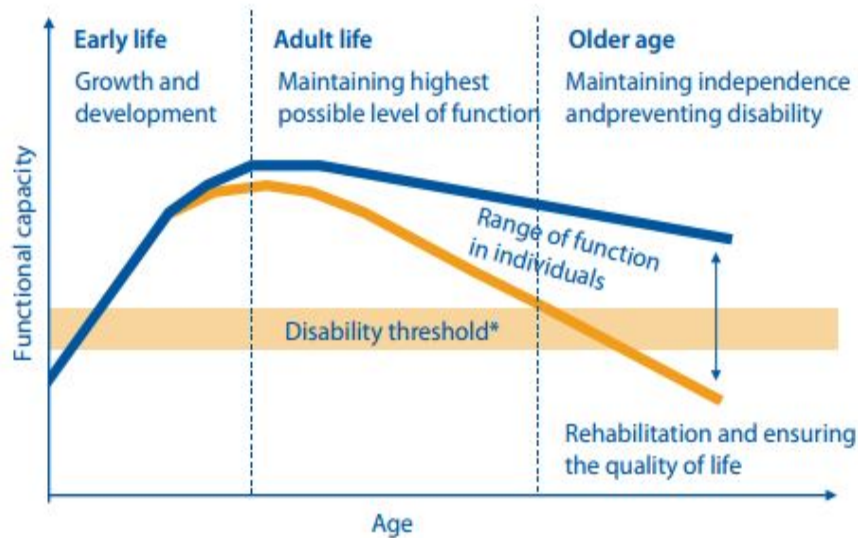 Early life
Growth and
development
Adult life
Maintaining highest
possible level of function
Older age
Maintaining independence
andpreventing disability
Functional capacity
Range of function
in individuals
Disability threshold*
Rehabilitation and ensuring
the quality of life
Age